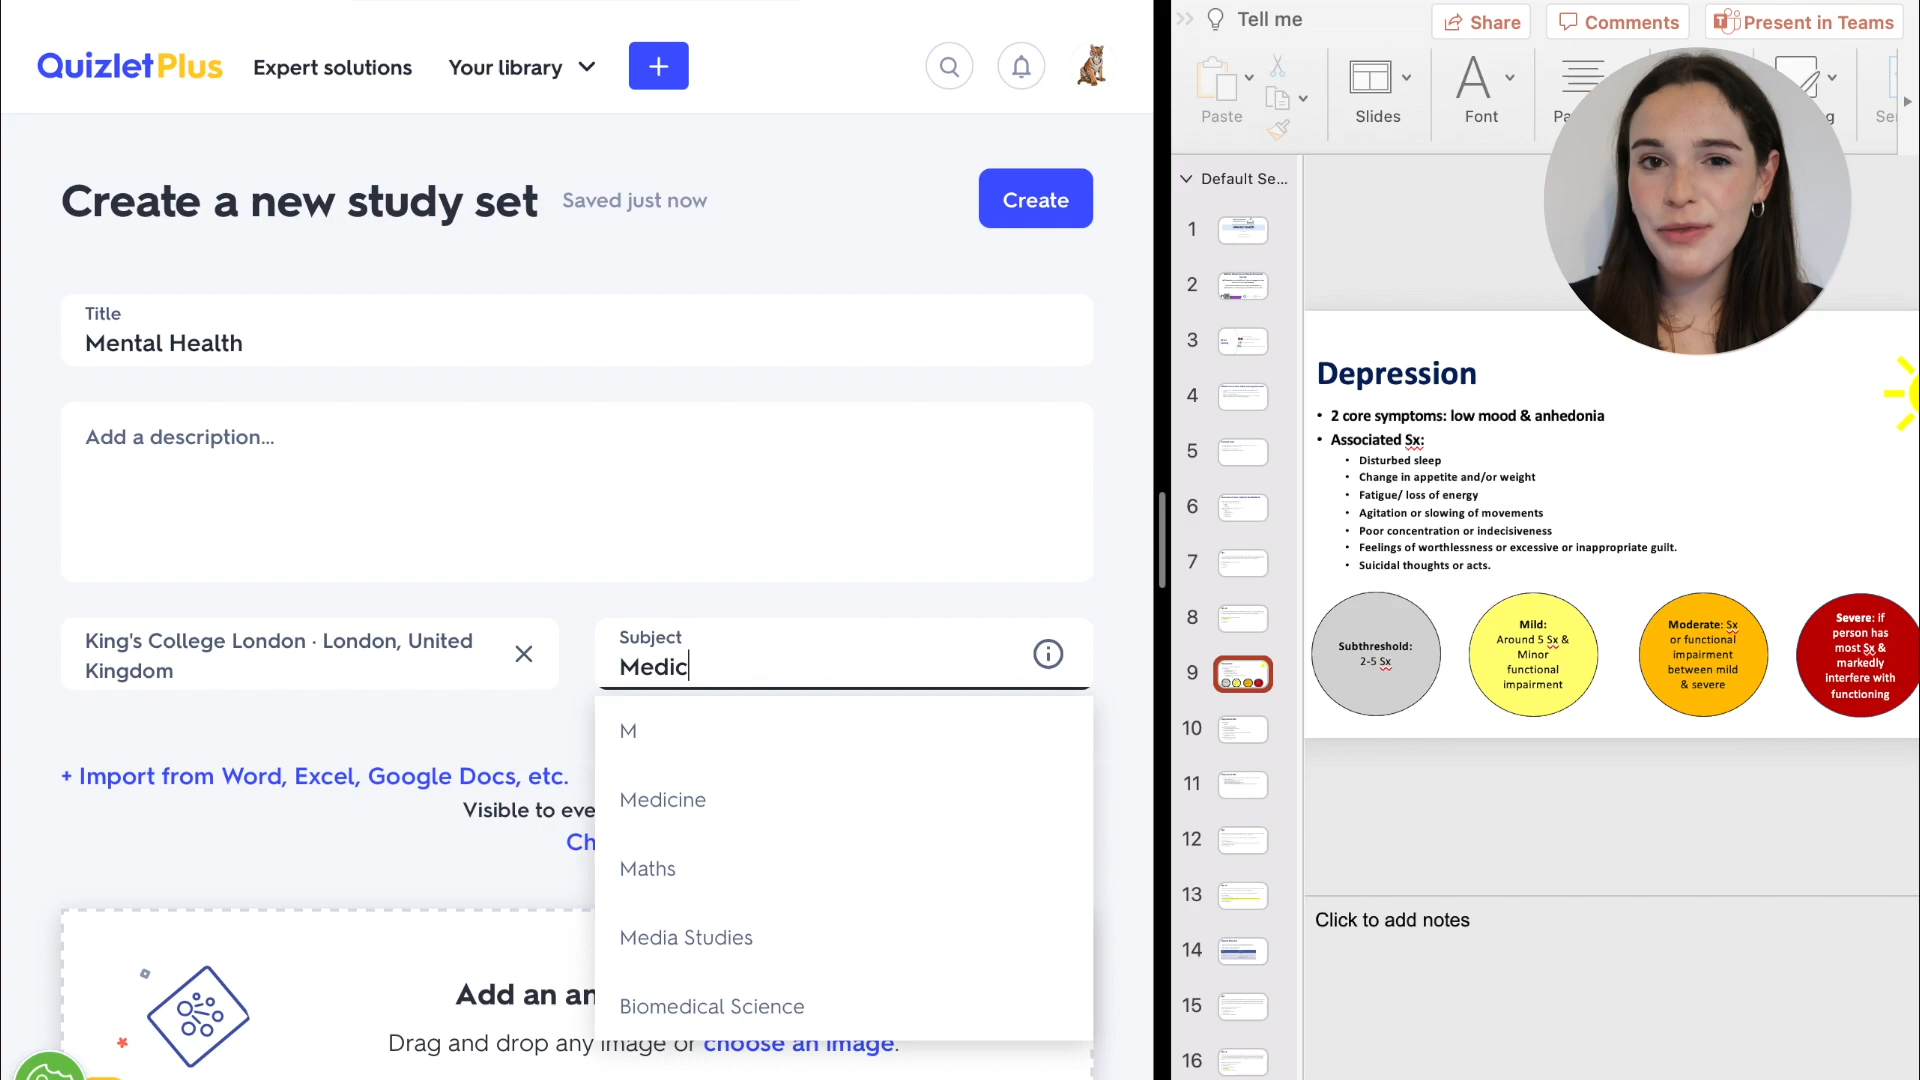 QuizletPlus
Expert solutions
Your library
+
Create a new study set
Saved just now
Create
Title
Mental Health
Add a description...
King's College London · London, United
Kingdom
Subject
Medic
M
Medicine
Maths
Media Studies
Biomedical Science
+ Import from Word, Excel, Google Docs, etc.
Visible to eve
Ch
Add an an
Drag and drop any image or choose an image.
Tell me
Share
Comments
Present in Teams
Paste
Slides
Font
Pa
g
Se
Default Se...
1
2
3
4
5
6
7
8
9
10
11
12
13
14
15
16
Depression
• 2 core symptoms: low mood & anhedonia
• Associated Sx:
• Disturbed sleep
• Change in appetite and/or weight
• Fatigue/ loss of energy
• Agitation or slowing of movements
• Poor concentration or indecisiveness
• Feelings of worthlessness or excessive or inappropriate guilt.
• Suicidal thoughts or acts.
Subthreshold:
2-5 Sx
Mild:
Around 5 Sx &
Minor
functional
impairment
Moderate: Sx
or functional
impairment
between mild
& severe
Severe: if
person has
most Sx &
markedly
interfere with
functioning
Click to add notes